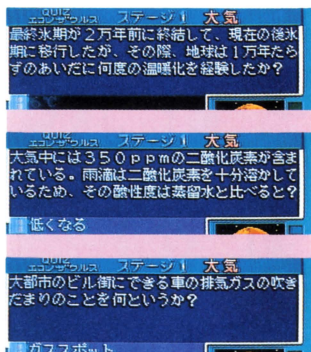 QUIZ
エコノザウルス ステージ1 大気
最終氷期が2万年前に終結して、現在の後氷
期に移行したが、その際、地球は1万年たら
ずのあいだに何度の温暖化を経験したか?
QUIZ
エコノザウルス ステージ1 大気
大気中には350ppmの二酸化炭素が含ま
れている。雨滴は二酸化炭素を十分溶かして
いるため、その酸性度は蒸留水と比べると?
低くなる
QUIZ
エコノザウルス ステージ1 大気
大都市のビル街にできる車の排気ガスの吹き
だまりのことを何というか?
ガススポット